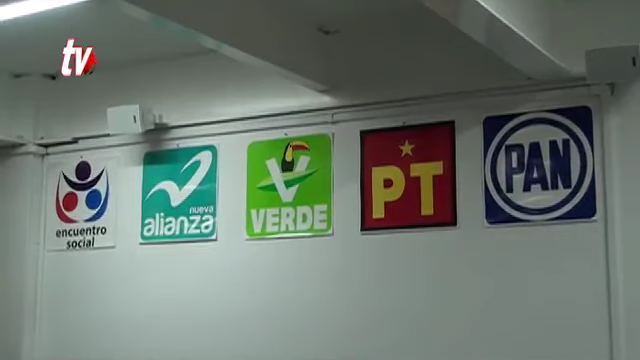 tv
encuentro
social
nueva
alianza
VERDE
PT
PAN